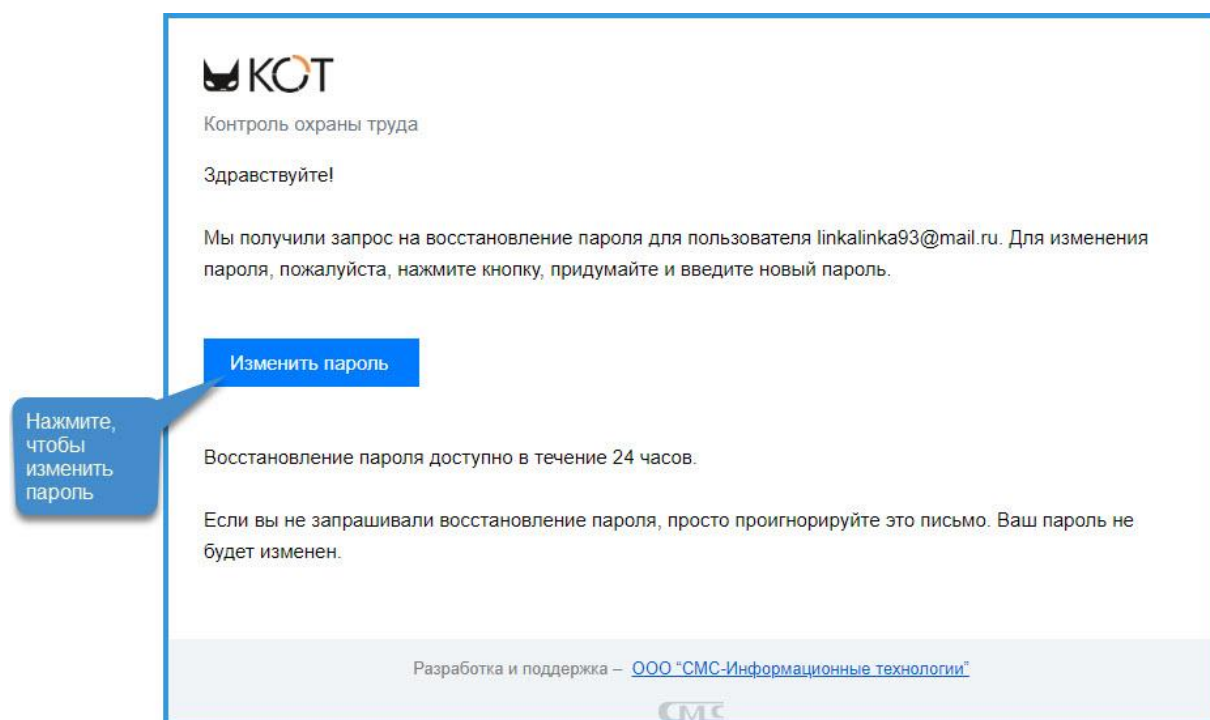 КОТ
Контроль охраны труда
Здравствуйте!
Мы получили запрос на восстановление пароля для пользователя linkalinka93@mail.ru. Для изменения
пароля, пожалуйста, нажмите кнопку, придумайте и введите новый пароль.
Изменить пароль
Нажмите,
чтобы
изменить
пароль
Восстановление пароля доступно в течение 24 часов.
Если вы не запрашивали восстановление пароля, просто проигнорируйте это письмо. Ваш пароль не
будет изменен.
Разработка и поддержка – ООО “СМС-Информационные технологии”
СМС